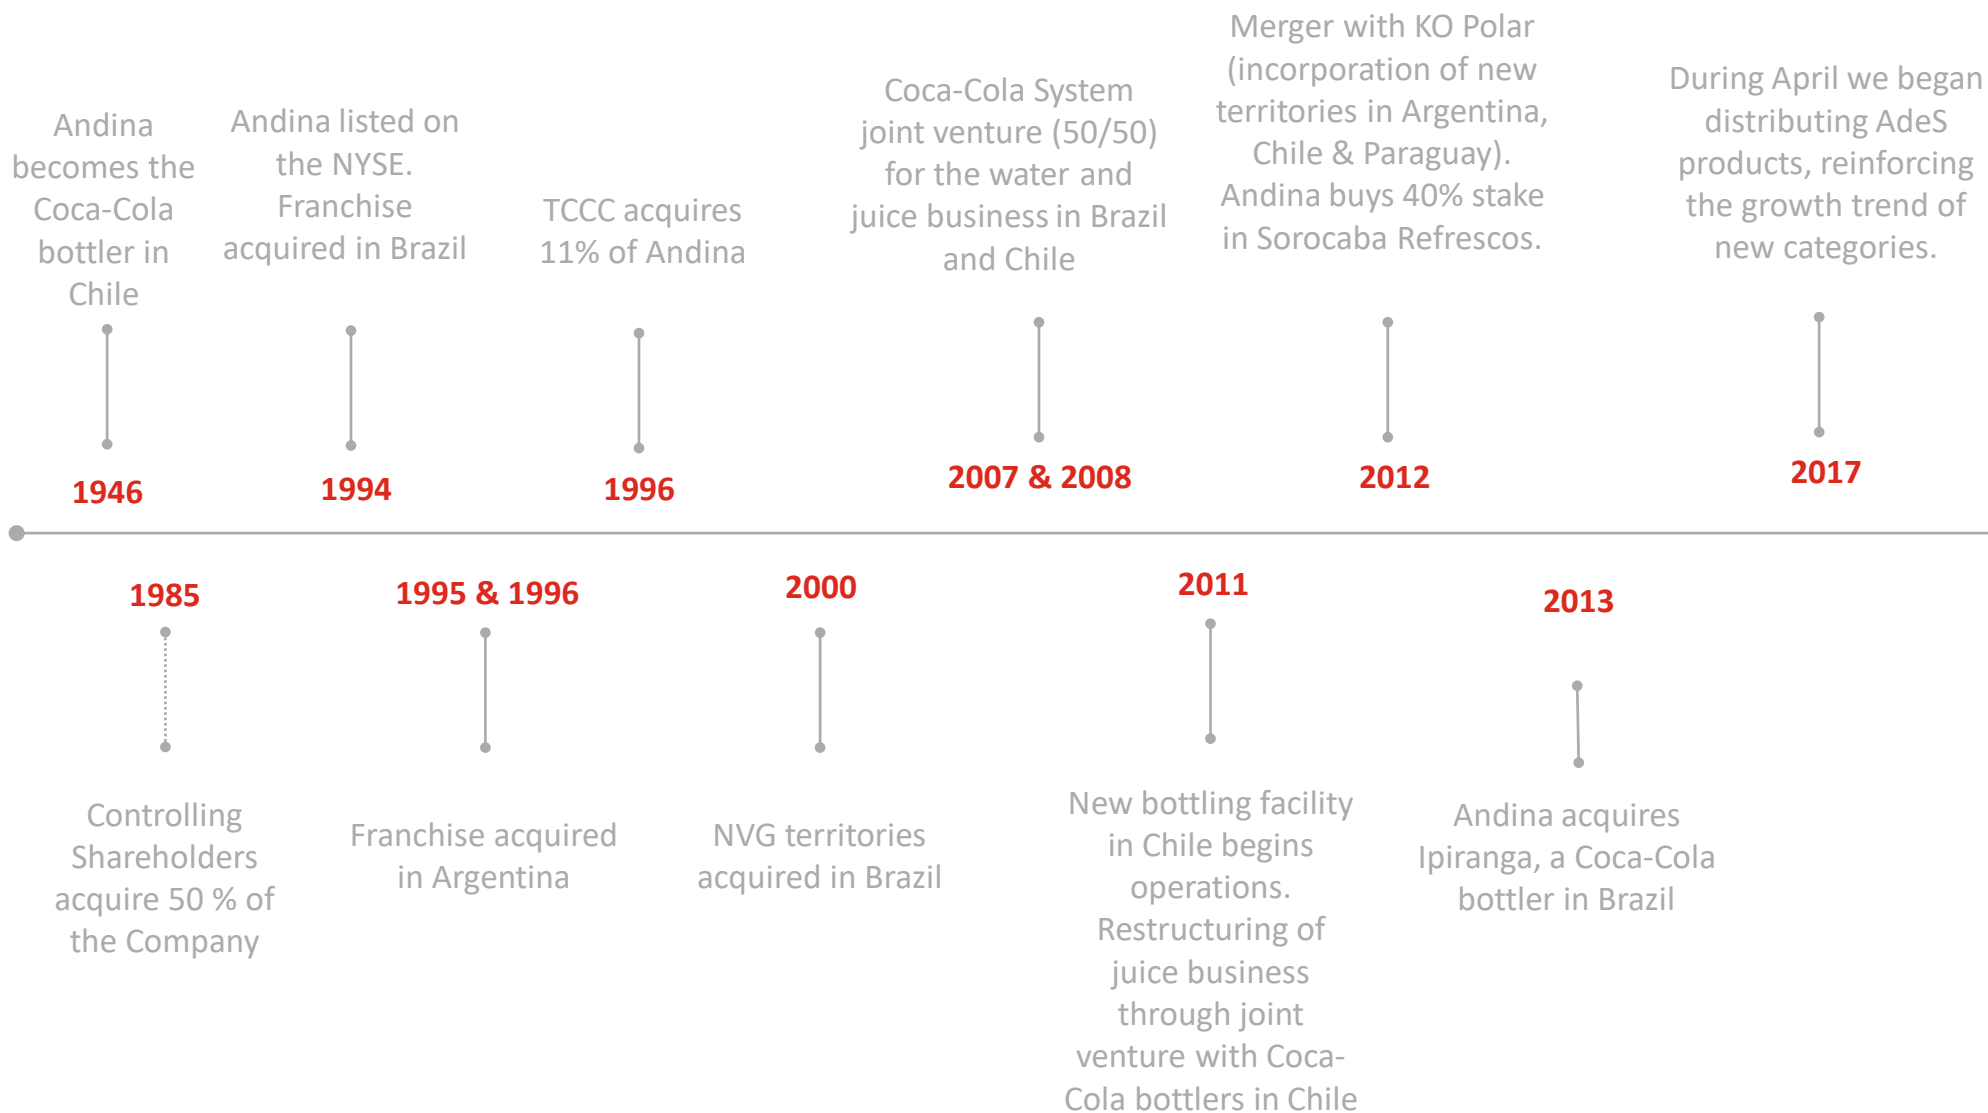 Andina
becomes the
Coca-Cola
bottler in
Chile
1946
Andina listed on
the NYSE.
Franchise
acquired in Brazil
1994
TCCC acquires
11% of Andina
1996
Coca-Cola System
joint venture (50/50)
for the water and
juice business in Brazil
and Chile
2007 & 2008
Merger with KO Polar
(incorporation of new
territories in Argentina,
Chile & Paraguay).
Andina buys 40% stake
in Sorocaba Refrescos.
2012
During April we began
distributing AdeS
products, reinforcing
the growth trend of
new categories.
2017
1985
Controlling
Shareholders
acquire 50 % of
the Company
1995 & 1996
Franchise acquired
in Argentina
2000
NVG territories
acquired in Brazil
2011
New bottling facility
in Chile begins
operations.
Restructuring of
juice business
through joint
venture with Coca-
Cola bottlers in Chile
2013
Andina acquires
Ipiranga, a Coca-Cola
bottler in Brazil